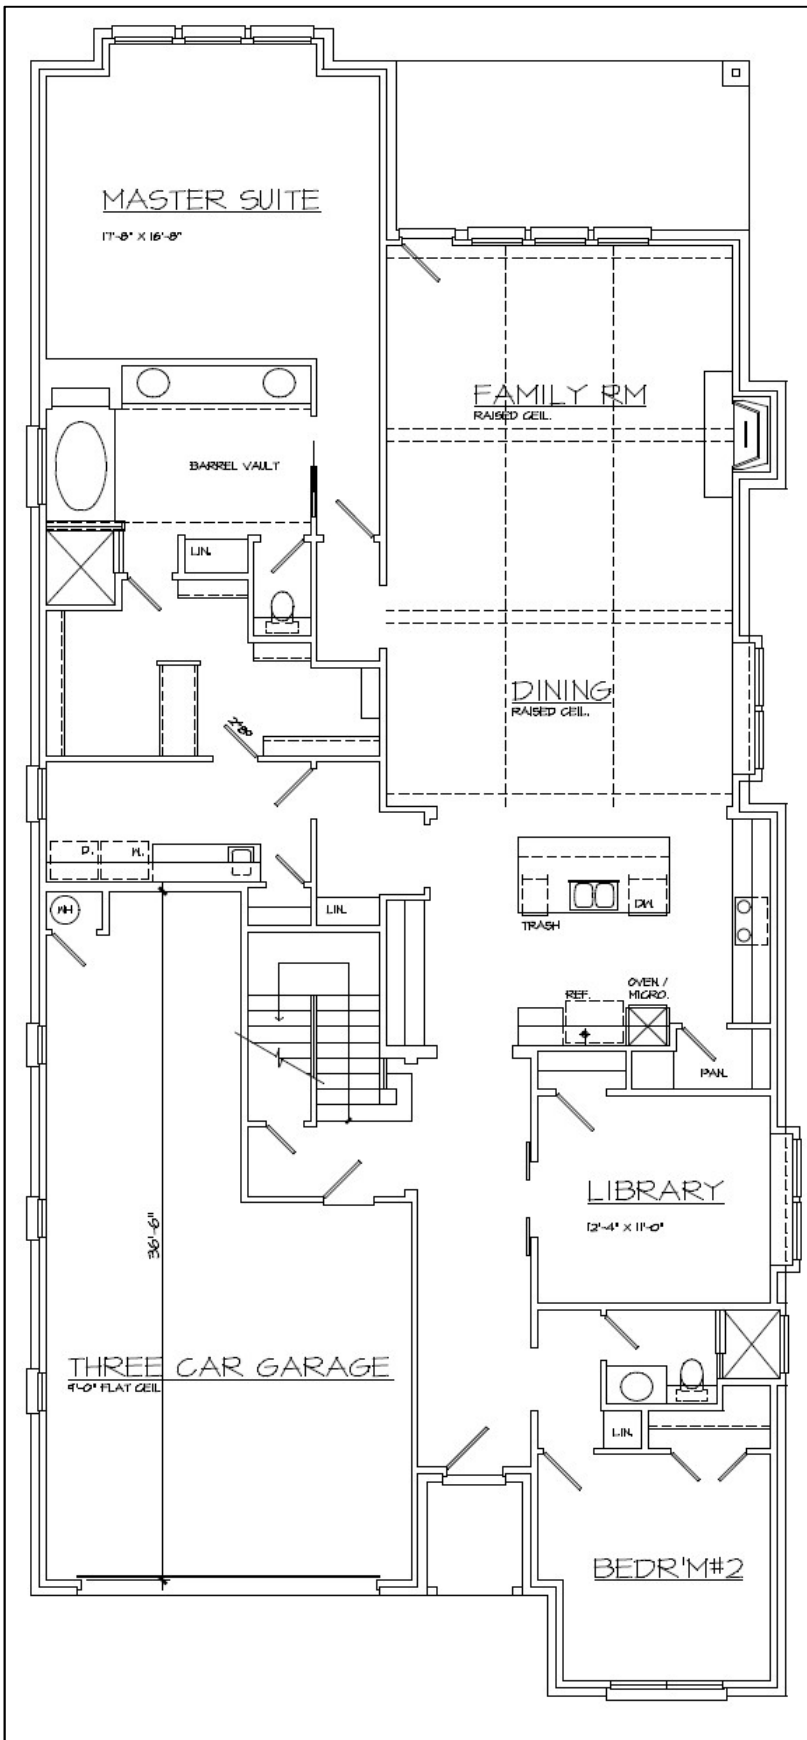 MASTER SUITE
17'-8" X 16'-8"
FAMILY RM
RAISED CEIL.
BARREL VAULT
LIN.
DINING
RAISED CEIL.
2'80
D.
W.
WH
LIN.
TRASH
DW.
REF.
OVEN /
MICRO.
PAN.
LIBRARY
12'-4" X 11'-0"
36'-6"
THREE CAR GARAGE
9'-0" FLAT CEIL
LIN.
BEDR'M#2